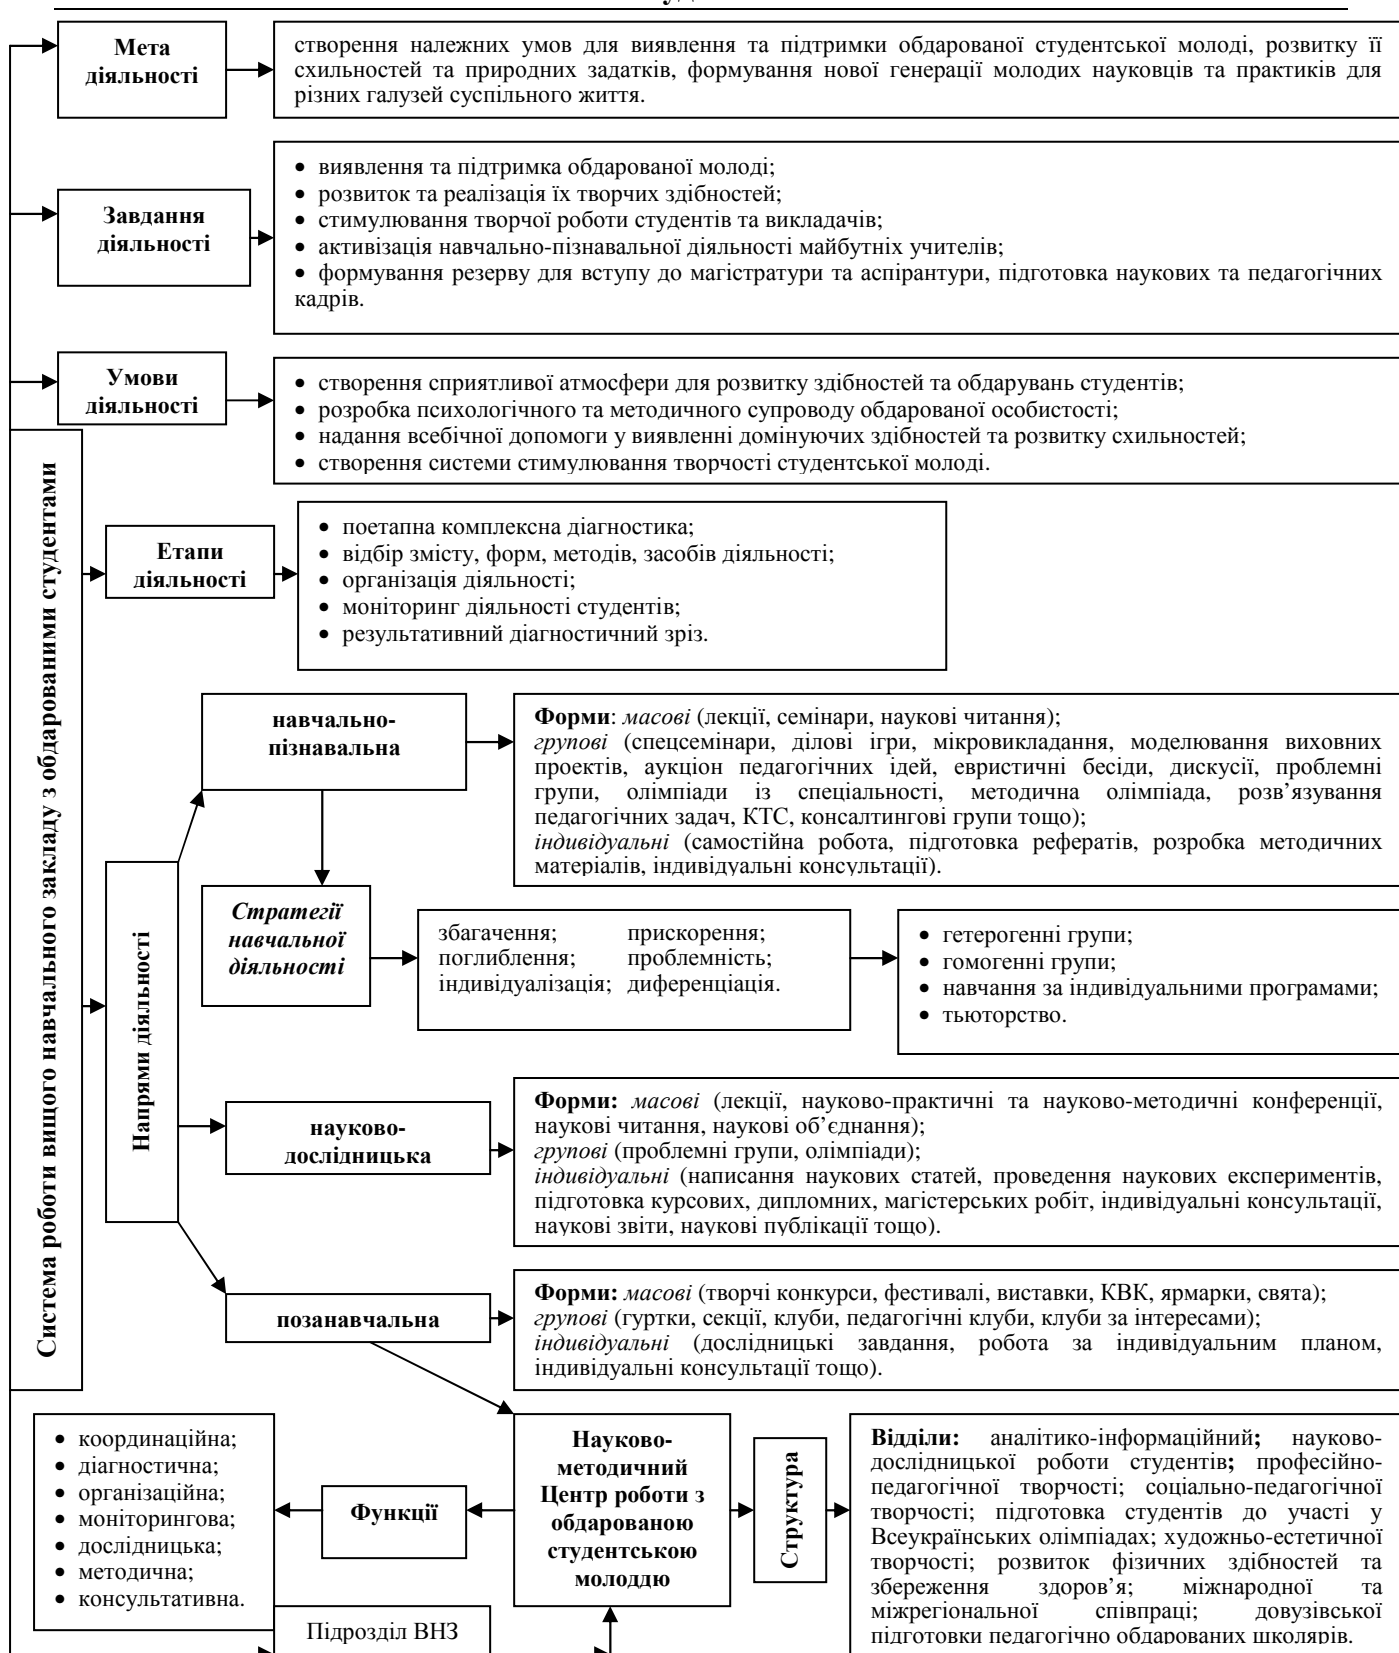 Мета
діяльності
створення належних умов для виявлення та підтримки обдарованої студентської молоді, розвитку її
схильностей та природних задатків, формування нової генерації молодих науковців та практиків для
різних галузей суспільного життя.
Завдання
діяльності
• виявлення та підтримка обдарованої молоді;
• розвиток та реалізація їх творчих здібностей;
• стимулювання творчої роботи студентів та викладачів;
• активізація навчально-пізнавальної діяльності майбутніх учителів;
• формування резерву для вступу до магістратури та аспірантури, підготовка наукових та педагогічних
кадрів.
Умови
діяльності
• створення сприятливої атмосфери для розвитку здібностей та обдарувань студентів;
• розробка психологічного та методичного супроводу обдарованої особистості;
• надання всебічної допомоги у виявленні домінуючих здібностей та розвитку схильностей;
• створення системи стимулювання творчості студентської молоді.
Система роботи вищого навчального закладу з обдарованими студентами
Етапи
діяльності
• поетапна комплексна діагностика;
• відбір змісту, форм, методів, засобів діяльності;
• організація діяльності;
• моніторинг діяльності студентів;
• результативний діагностичний зріз.
Напрями діяльності
навчально-
пізнавальна
Форми: масові (лекції, семінари, наукові читання);
групові (спецсемінари, ділові ігри, мікровикладання, моделювання виховних
проектів, аукціон педагогічних ідей, евристичні бесіди, дискусії, проблемні
групи, олімпіади із спеціальності, методична олімпіада, розв'язування
педагогічних задач, КТС, консалтингові групи тощо);
індивідуальні (самостійна робота, підготовка рефератів, розробка методичних
матеріалів, індивідуальні консультації).
Стратегії
навчальної
діяльності
збагачення; прискорення;
поглиблення; проблемність;
індивідуалізація; диференціація.
• гетерогенні групи;
• гомогенні групи;
• навчання за індивідуальними програмами;
• тьюторство.
науково-
дослідницька
Форми: масові (лекції, науково-практичні та науково-методичні конференції,
наукові читання, наукові об’єднання);
групові (проблемні групи, олімпіади);
індивідуальні (написання наукових статей, проведення наукових експериментів,
підготовка курсових, дипломних, магістерських робіт, індивідуальні консультації,
наукові звіти, наукові публікації тощо).
позанавчальна
Форми: масові (творчі конкурси, фестивалі, виставки, КВК, ярмарки, свята);
групові (гуртки, секції, клуби, педагогічні клуби, клуби за інтересами);
індивідуальні (дослідницькі завдання, робота за індивідуальним планом,
індивідуальні консультації тощо).
• координаційна;
• діагностична;
• організаційна;
• моніторингова;
• дослідницька;
• методична;
• консультативна.
Функції
Науково-
методичний
Центр роботи з
обдарованою
студентською
молоддю
Структура
Відділи: аналітико-інформаційний; науково-
дослідницької роботи студентів; професійно-
педагогічної творчості; соціально-педагогічної
творчості; підготовка студентів до участі у
Всеукраїнських олімпіадах; художньо-естетичної
творчості; розвиток фізичних здібностей та
збереження здоров’я; міжнародної та
міжрегіональної співпраці; довузівської
підготовки педагогічно обдарованих школярів.
Підрозділ ВНЗ